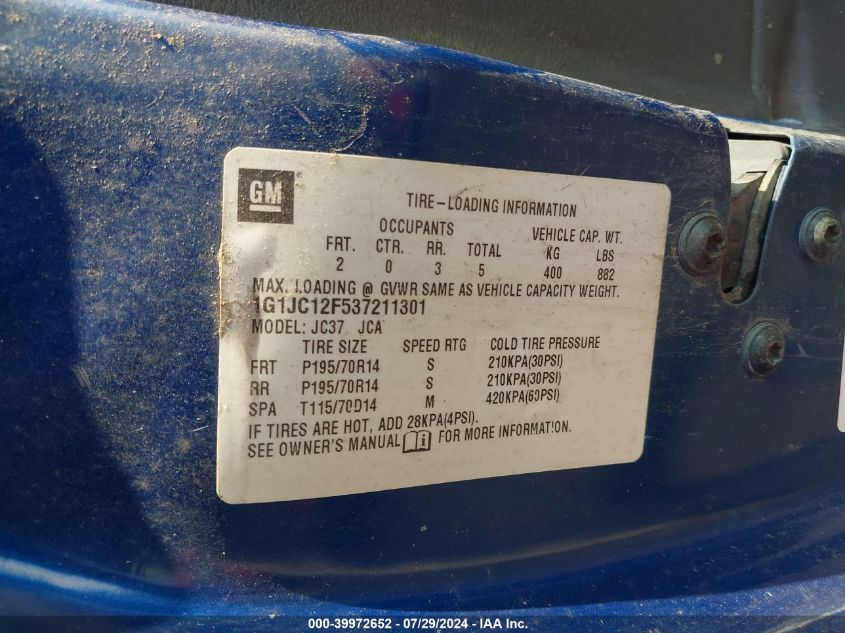 GM
TIRE-LOADING INFORMATION
OCCUPANTS VEHICLE CAP. WT.
FRT. CTR. RR. TOTAL KG LBS
2 0 3 5 400 882
MAX. LOADING @ GVWR SAME AS VEHICLE CAPACITY WEIGHT.
1G1JC12F537211301
MODEL: JC37 JCA
TIRE SIZE SPEED RTG COLD TIRE PRESSURE
FRT P195/70R14 S 210KPA(30PSI)
RR P195/70R14 S 210KPA(30PSI)
SPA T115/70D14 M 420KPA(60PSI)
IF TIRES ARE HOT, ADD 28KPA(4PSI).
SEE OWNER'S MANUAL i FOR MORE INFORMATION.
000-39972652 - 07/29/2024 - IAA Inc.